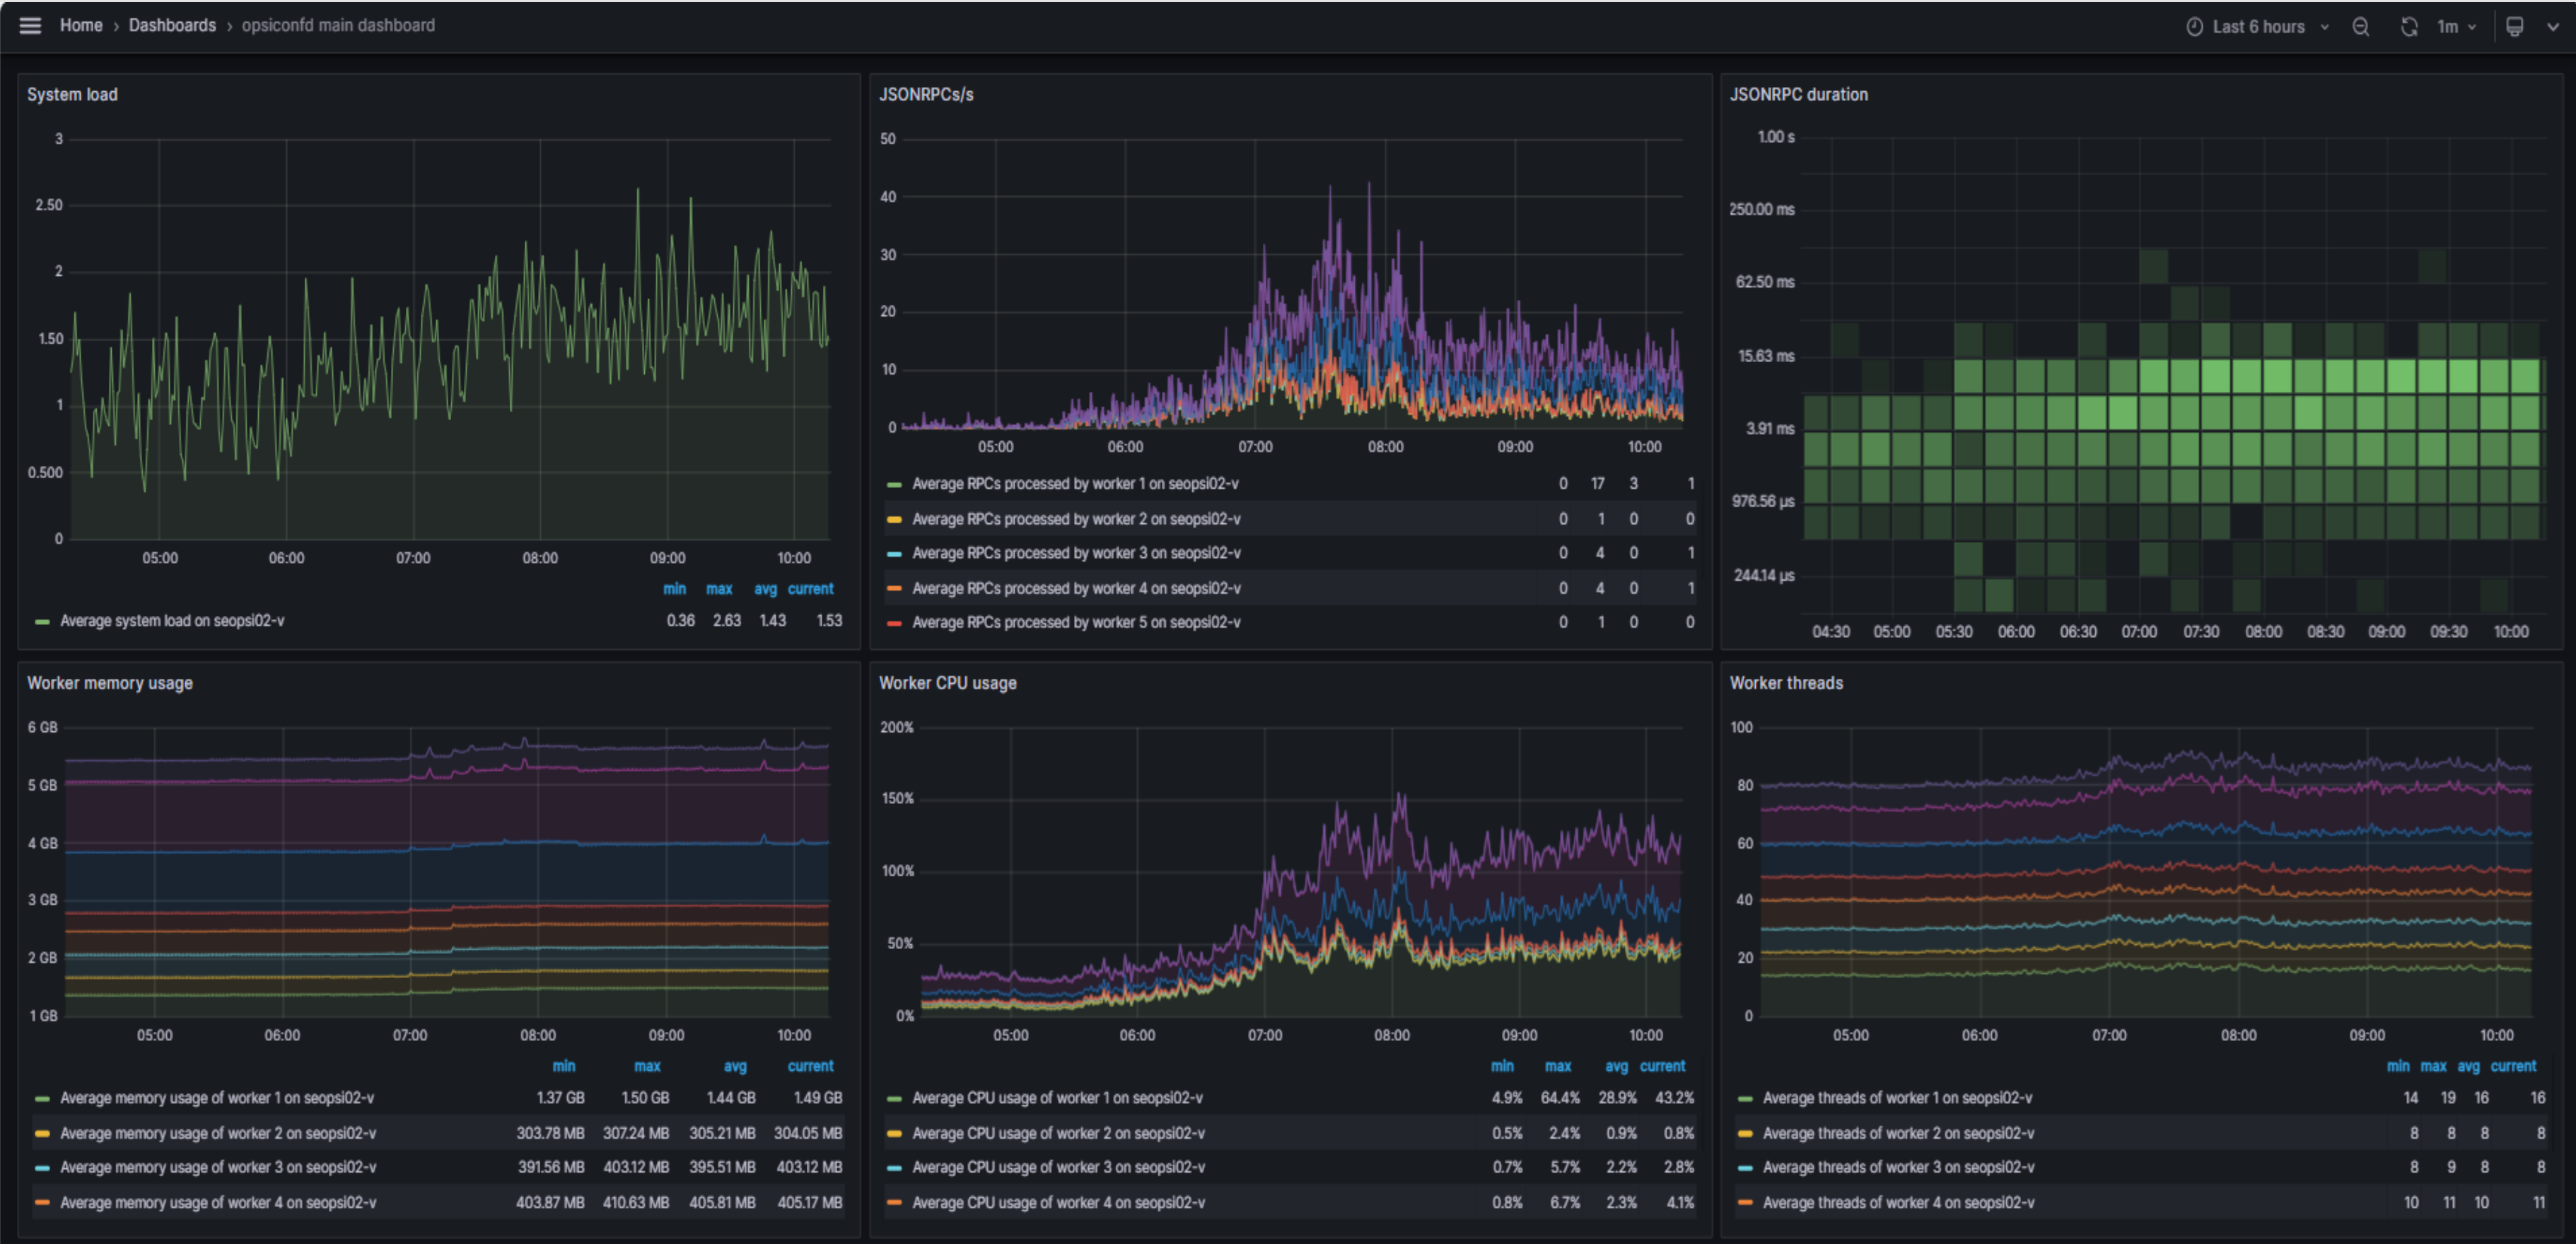 Home › Dashboards › opsiconfd main dashboard
Last 6 hours
1m
System load
3
2.50
2
1.50
1
0.500
0
05:00 06:00 07:00 08:00 09:00 10:00
min max avg current
Average system load on seopsi02-v 0.36 2.63 1.43 1.53
JSONRPCs/s
50
40
30
20
10
0
05:00 06:00 07:00 08:00 09:00 10:00
Average RPCs processed by worker 1 on seopsi02-v 0 17 3 1
Average RPCs processed by worker 2 on seopsi02-v 0 1 0 0
Average RPCs processed by worker 3 on seopsi02-v 0 4 0 1
Average RPCs processed by worker 4 on seopsi02-v 0 4 0 1
Average RPCs processed by worker 5 on seopsi02-v 0 1 0 0
JSONRPC duration
1.00 s
250.00 ms
62.50 ms
15.63 ms
3.91 ms
976.56 µs
244.14 µs
04:30 05:00 05:30 06:00 06:30 07:00 07:30 08:00 08:30 09:00 09:30 10:00
Worker memory usage
6 GB
5 GB
4 GB
3 GB
2 GB
1 GB
05:00 06:00 07:00 08:00 09:00 10:00
min max avg current
Average memory usage of worker 1 on seopsi02-v 1.37 GB 1.50 GB 1.44 GB 1.49 GB
Average memory usage of worker 2 on seopsi02-v 303.78 MB 307.24 MB 305.21 MB 304.05 MB
Average memory usage of worker 3 on seopsi02-v 391.56 MB 403.12 MB 395.51 MB 403.12 MB
Average memory usage of worker 4 on seopsi02-v 403.87 MB 410.63 MB 405.81 MB 405.17 MB
Worker CPU usage
200%
150%
100%
50%
0%
05:00 06:00 07:00 08:00 09:00 10:00
min max avg current
Average CPU usage of worker 1 on seopsi02-v 4.9% 64.4% 28.9% 43.2%
Average CPU usage of worker 2 on seopsi02-v 0.5% 2.4% 0.9% 0.8%
Average CPU usage of worker 3 on seopsi02-v 0.7% 5.7% 2.2% 2.8%
Average CPU usage of worker 4 on seopsi02-v 0.8% 6.7% 2.3% 4.1%
Worker threads
100
80
60
40
20
0
05:00 06:00 07:00 08:00 09:00 10:00
min max avg current
Average threads of worker 1 on seopsi02-v 14 19 16 16
Average threads of worker 2 on seopsi02-v 8 8 8 8
Average threads of worker 3 on seopsi02-v 8 9 8 8
Average threads of worker 4 on seopsi02-v 10 11 10 11